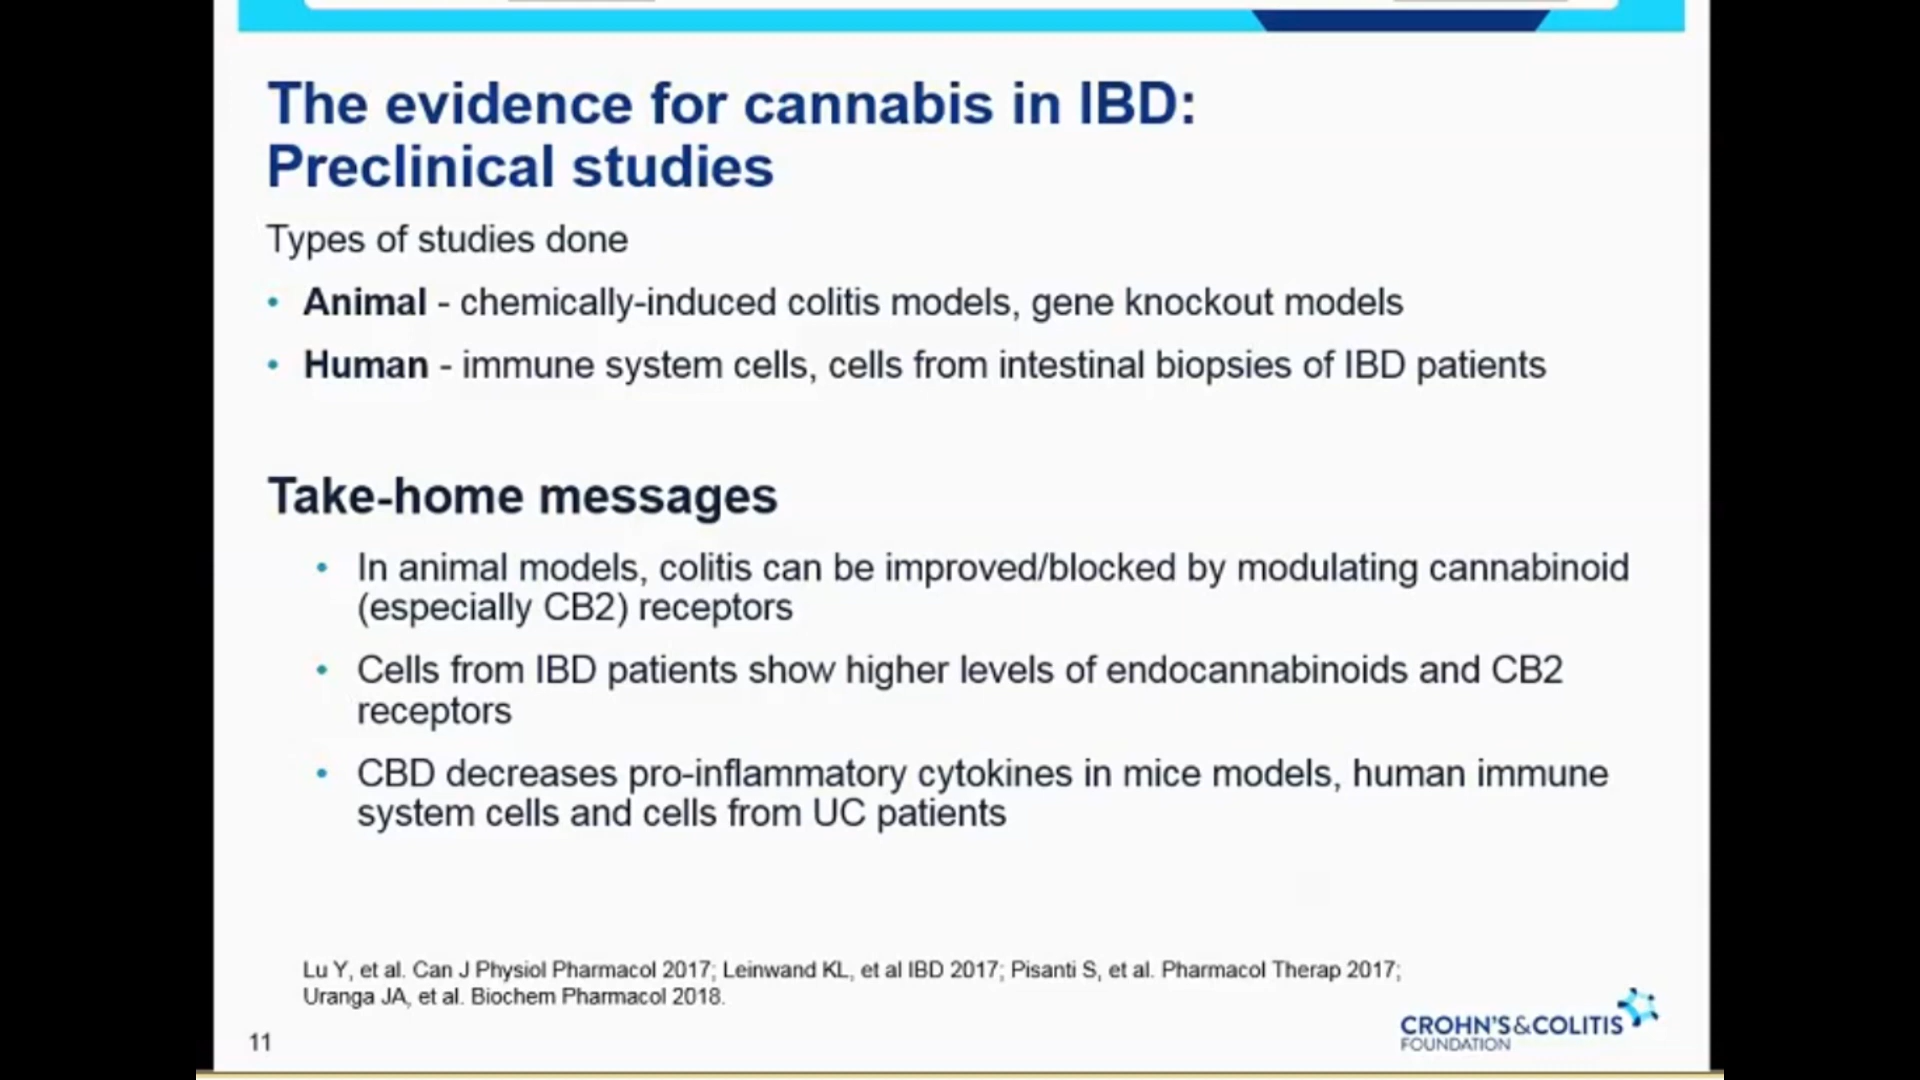 The evidence for cannabis in IBD:
Preclinical studies
Types of studies done
• Animal - chemically-induced colitis models, gene knockout models
• Human - immune system cells, cells from intestinal biopsies of IBD patients
Take-home messages
• In animal models, colitis can be improved/blocked by modulating cannabinoid
(especially CB2) receptors
• Cells from IBD patients show higher levels of endocannabinoids and CB2
receptors
• CBD decreases pro-inflammatory cytokines in mice models, human immune
system cells and cells from UC patients
Lu Y, et al. Can J Physiol Pharmacol 2017; Leinwand KL, et al IBD 2017; Pisanti S, et al. Pharmacol Therap 2017;
Uranga JA, et al. Biochem Pharmacol 2018.
11
CROHN'S&COLITIS
FOUNDATION